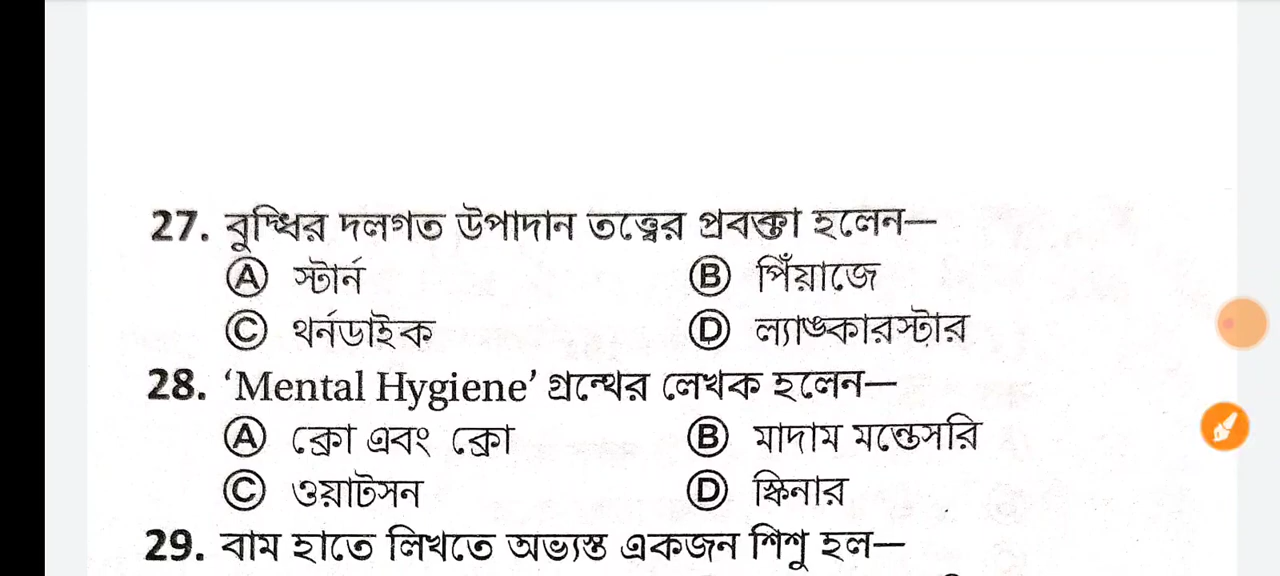 27. বুদ্ধির দলগত উপাদান তত্ত্বের প্রবক্তা হলেন—
Ⓐ স্টার্ন Ⓑ পিঁয়াজে
Ⓒ থর্নডাইক Ⓓ ল্যাঙ্কারস্টার
28. ‘Mental Hygiene’ গ্রন্থের লেখক হলেন—
Ⓐ ক্রো এবং ক্রো Ⓑ মাদাম মন্তেসরি
Ⓒ ওয়াটসন Ⓓ স্কিনার
29. বাম হাতে লিখতে অভ্যস্ত একজন শিশু হল—